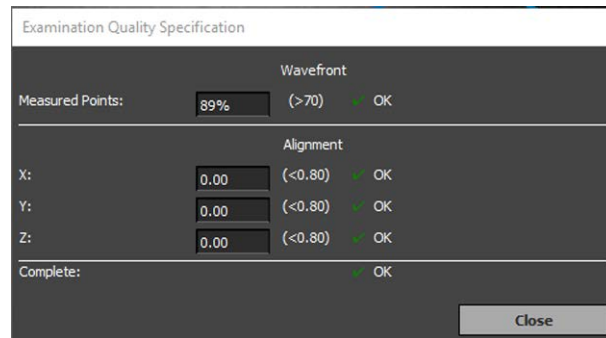 Examination Quality Specification
Wavefront
Measured Points: 89% (>70) ✓ OK
Alignment
X: 0.00 (<0.80) ✓ OK
Y: 0.00 (<0.80) ✓ OK
Z: 0.00 (<0.80) ✓ OK
Complete: ✓ OK
Close